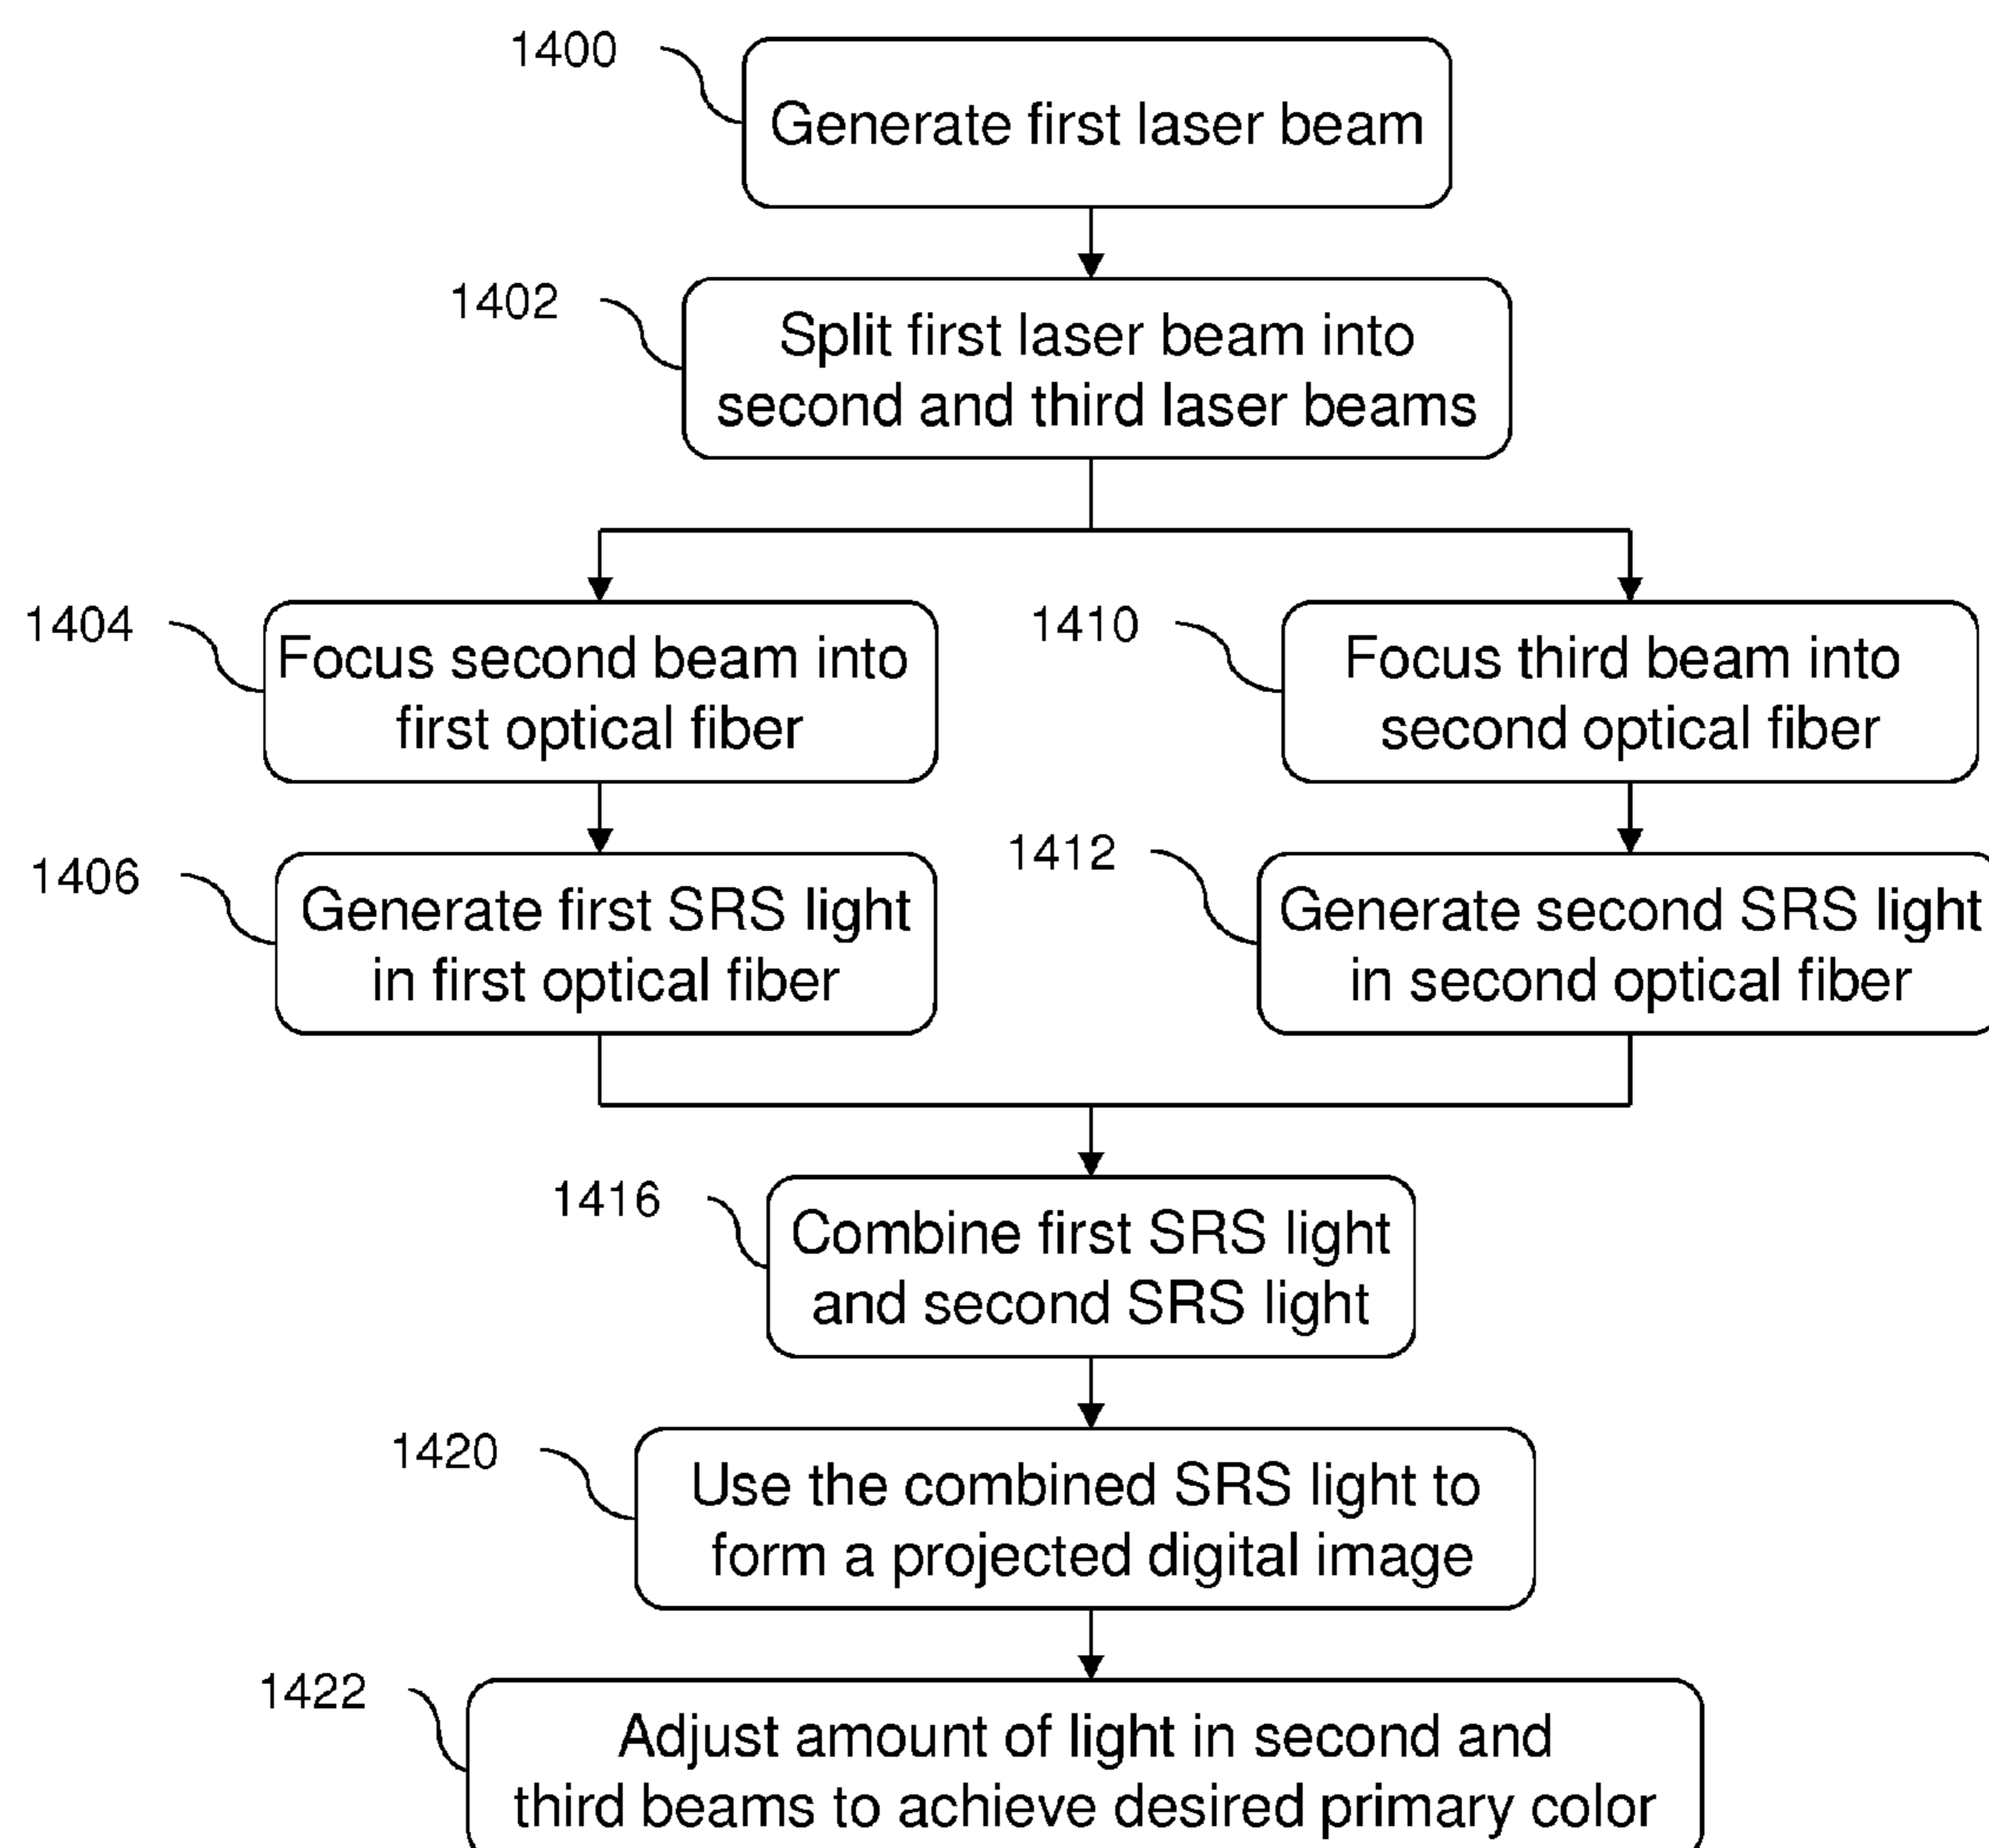 1400
Generate first laser beam
1402
Split first laser beam into
second and third laser beams
1404
Focus second beam into
first optical fiber
1410
Focus third beam into
second optical fiber
1406
Generate first SRS light
in first optical fiber
1412
Generate second SRS light
in second optical fiber
1416
Combine first SRS light
and second SRS light
1420
Use the combined SRS light to
form a projected digital image
1422
Adjust amount of light in second and
third beams to achieve desired primary color